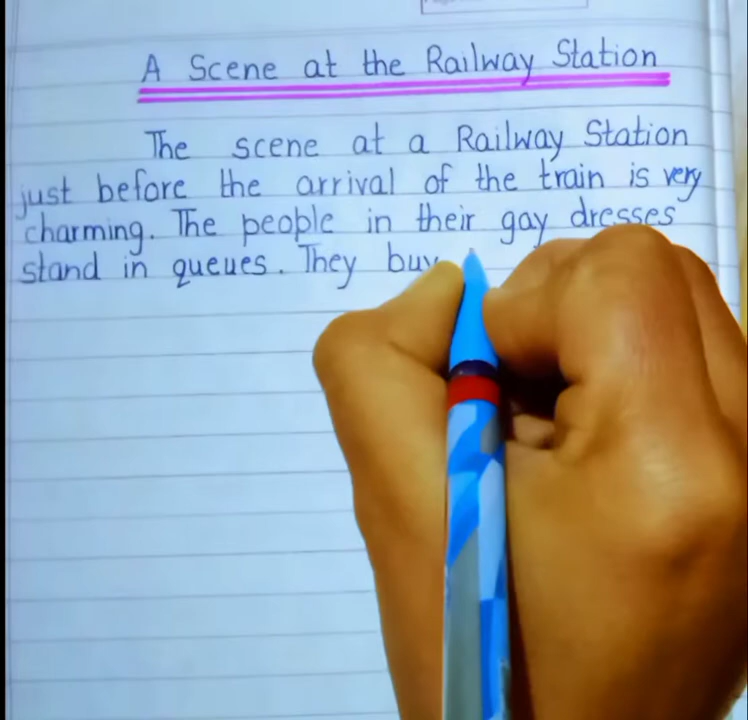 A Scene at the Railway Station
The scene at a Railway Station
just before the arrival of the train is very
charming. The people in their gay dresses
stand in queues. They buy